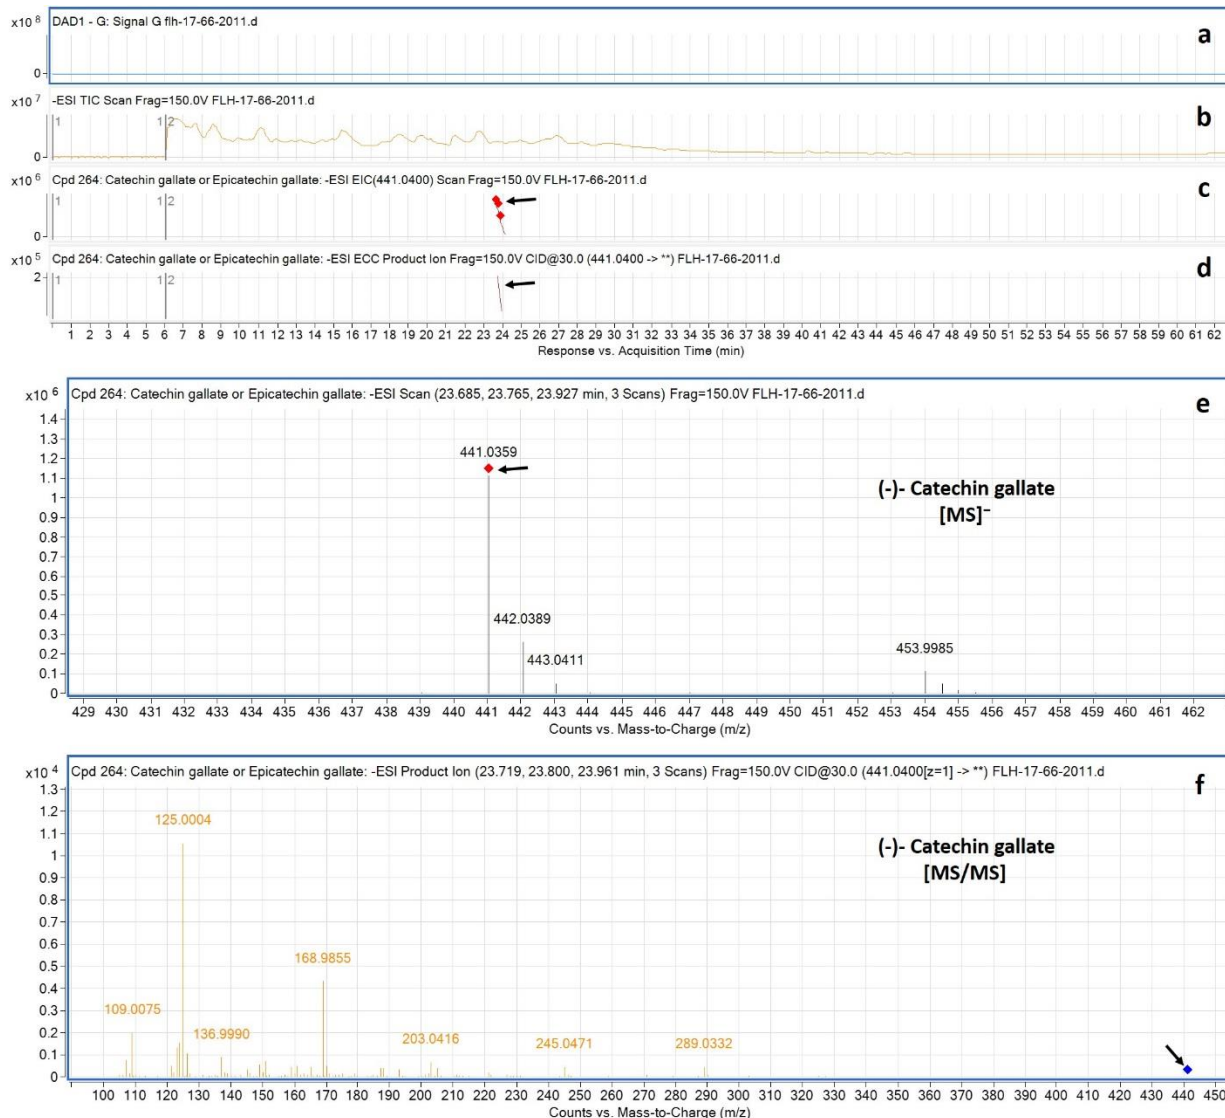 x10 8
DAD1 - G: Signal G flh-17-66-2011.d
a
0
x10 7
-ESI TIC Scan Frag=150.0V FLH-17-66-2011.d
b
1 1 2
0
x10 6
Cpd 264: Catechin gallate or Epicatechin gallate: -ESI EIC(441.0400) Scan Frag=150.0V FLH-17-66-2011.d
c
1 1 2
0
x10 5
Cpd 264: Catechin gallate or Epicatechin gallate: -ESI ECC Product Ion Frag=150.0V CID@30.0 (441.0400 -> **) FLH-17-66-2011.d
d
2
1 1 2
1 2 3 4 5 6 7 8 9 10 11 12 13 14 15 16 17 18 19 20 21 22 23 24 25 26 27 28 29 30 31 32 33 34 35 36 37 38 39 40 41 42 43 44 45 46 47 48 49 50 51 52 53 54 55 56 57 58 59 60 61 62
Response vs. Acquisition Time (min)
x10 6
Cpd 264: Catechin gallate or Epicatechin gallate: -ESI Scan (23.685, 23.765, 23.927 min, 3 Scans) Frag=150.0V FLH-17-66-2011.d
e
1.4
1.3
1.2
1.1
1
0.9
0.8
0.7
0.6
0.5
0.4
0.3
0.2
0.1
0
441.0359
(-)- Catechin gallate
[MS]⁻
442.0389
443.0411
453.9985
429 430 431 432 433 434 435 436 437 438 439 440 441 442 443 444 445 446 447 448 449 450 451 452 453 454 455 456 457 458 459 460 461 462
Counts vs. Mass-to-Charge (m/z)
x10 4
Cpd 264: Catechin gallate or Epicatechin gallate: -ESI Product Ion (23.719, 23.800, 23.961 min, 3 Scans) Frag=150.0V CID@30.0 (441.0400[z=1] -> **) FLH-17-66-2011.d
f
1.3
1.2
1.1
1
0.9
0.8
0.7
0.6
0.5
0.4
0.3
0.2
0.1
0
125.0004
(-)- Catechin gallate
[MS/MS]
168.9855
109.0075
136.9990
203.0416
245.0471
289.0332
100 110 120 130 140 150 160 170 180 190 200 210 220 230 240 250 260 270 280 290 300 310 320 330 340 350 360 370 380 390 400 410 420 430 440 450
Counts vs. Mass-to-Charge (m/z)